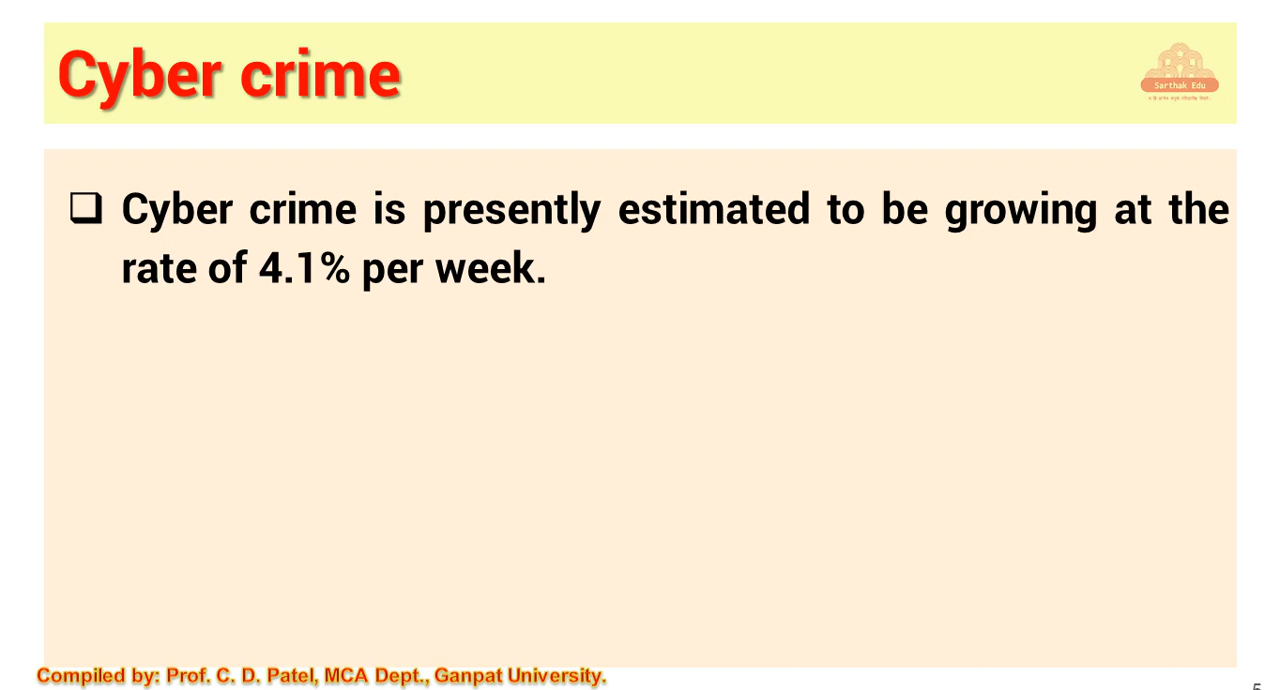 Cyber crime
Sarthak Edu
❑ Cyber crime is presently estimated to be growing at the
rate of 4.1% per week.
Compiled by: Prof. C. D. Patel, MCA Dept., Ganpat University.
5